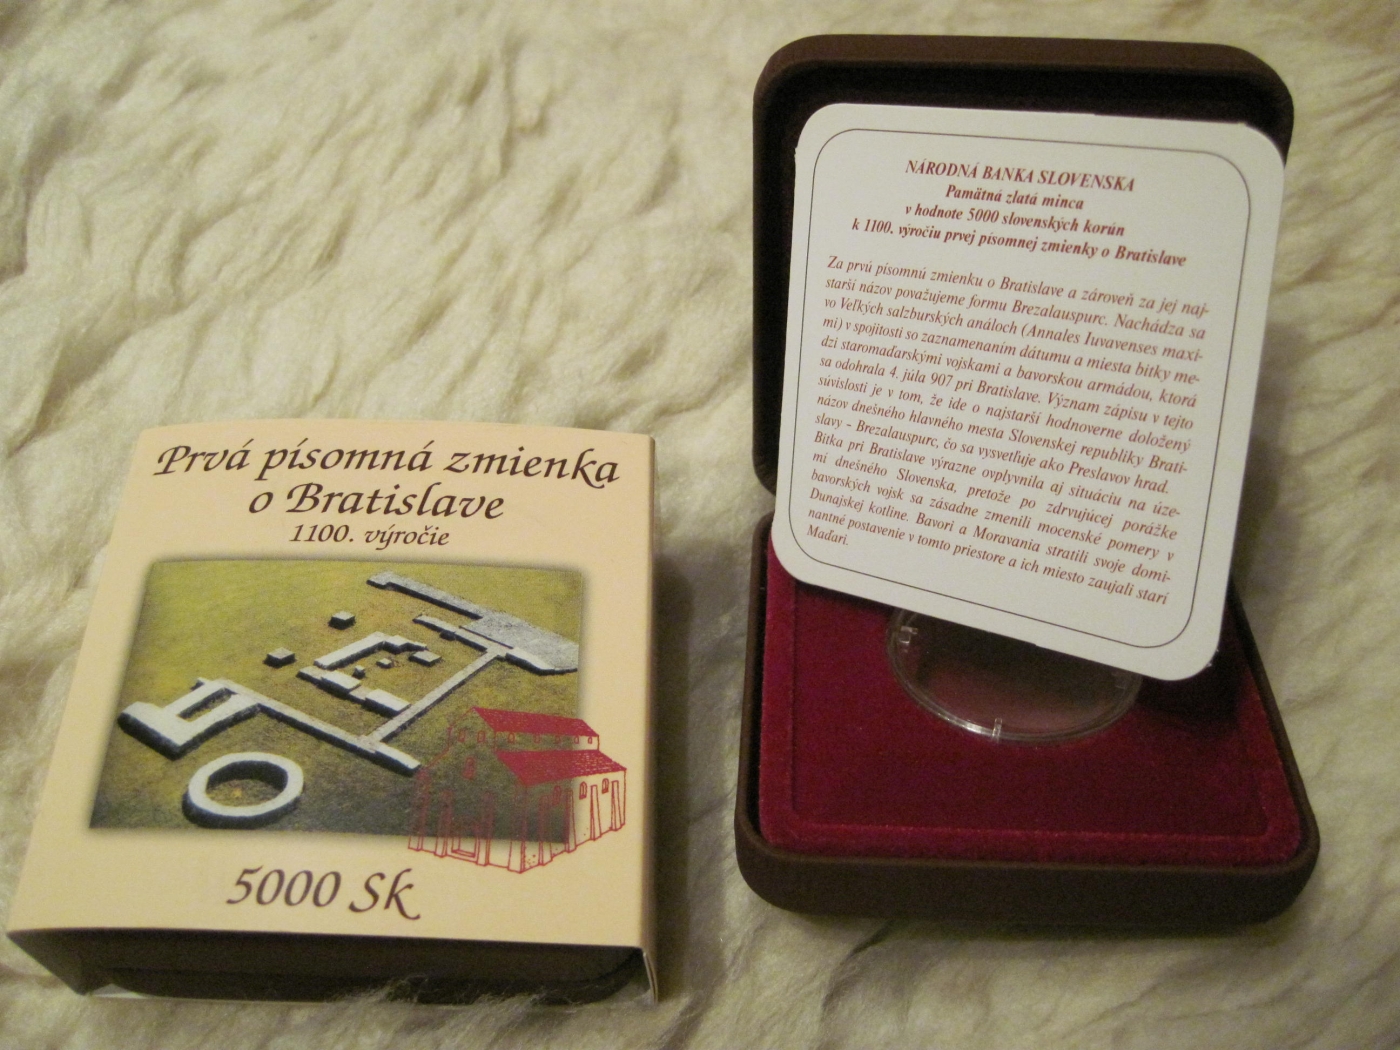 Prvá písomná zmienka
o Bratislave
1100. výročie
5000 Sk
NÁRODNÁ BANKA SLOVENSKA
Pamätná zlatá minca
v hodnote 5000 slovenských korún
k 1100. výročiu prvej písomnej zmienky o Bratislave
Za prvú písomnú zmienku o Bratislave a zároveň za jej naj-
starší názov považujeme formu Brezalauspurc. Nachádza sa
vo Veľkých salzburských análoch (Annales Iuvavenses maxi-
mi) v spojitosti so zaznamenaním dátumu a miesta bitky me-
dzi staromaďarskými vojskami a bavorskou armádou, ktorá
sa odohrala 4. júla 907 pri Bratislave. Význam zápisu v tejto
súvislosti je v tom, že ide o najstarší hodnoverne doložený
názov dnešného hlavného mesta Slovenskej republiky Brati-
slavy - Brezalauspurc, čo sa vysvetľuje ako Preslavov hrad.
Bitka pri Bratislave výrazne ovplyvnila aj situáciu na úze-
mí dnešného Slovenska, pretože po zdrvujúcej porážke
bavorských vojsk sa zásadne zmenili mocenské pomery v
Dunajskej kotline. Bavori a Moravania stratili svoje domi-
nantné postavenie v tomto priestore a ich miesto zaujali starí
Maďari.